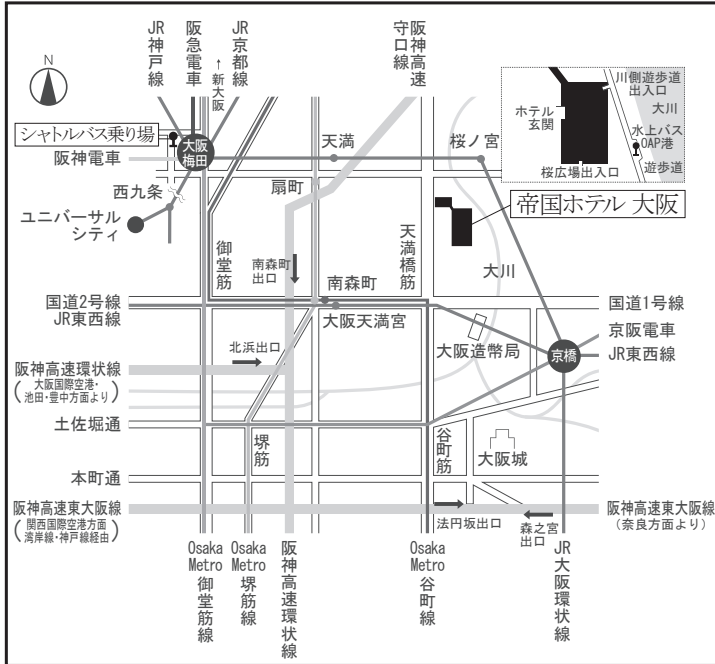 N
JR神戸線
阪急電車
↑新大阪
JR京都線
阪神高速守口線
シャトルバス乗り場
大阪
梅田
阪神電車
天満
桜ノ宮
西九条
扇町
ユニバーサル
シティ
御堂筋
南森町
出口
天満橋筋
帝国ホテル 大阪
大川
ホテル
玄関
川側遊歩道
出入口
大川
水上バス
OAP港
桜広場出入口
遊歩道
国道2号線
JR東西線
南森町
大阪天満宮
国道1号線
京阪電車
JR東西線
京橋
大阪造幣局
北浜出口
阪神高速環状線
(大阪国際空港・
池田・豊中方面より)
土佐堀通
堺筋
谷町筋
大阪城
本町通
阪神高速東大阪線
(関西国際空港方面
湾岸線・神戸線経由)
法円坂出口
森之宮
出口
阪神高速東大阪線
(奈良方面より)
Osaka
Metro
御堂筋線
Osaka
Metro
堺筋線
阪神高速環状線
Osaka
Metro
谷町線
JR大阪環状線